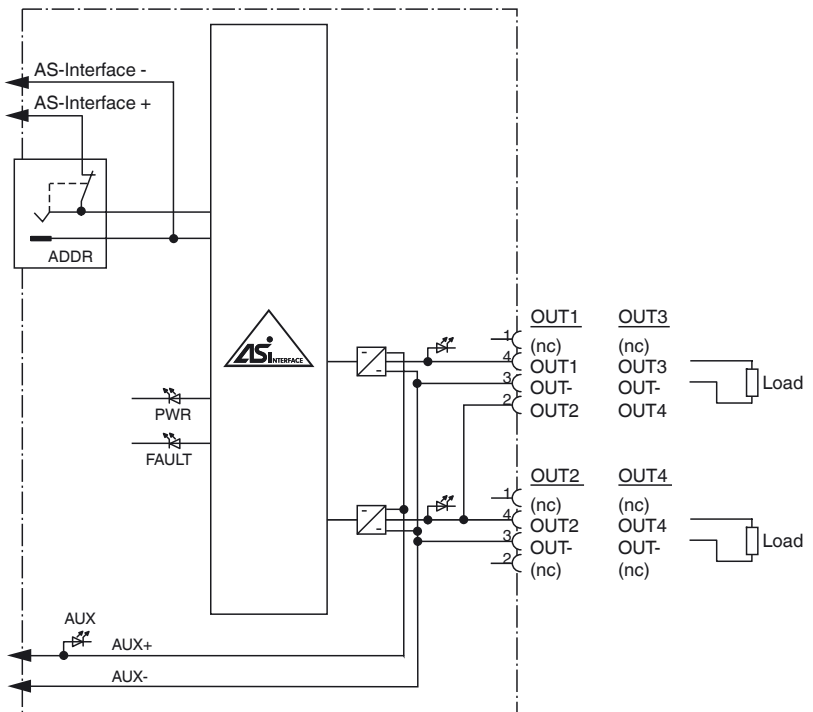 AS-Interface -
AS-Interface +
ADDR
ASi INTERFACE
PWR
FAULT
OUT1 OUT3
1 (nc) (nc)
4 OUT1 OUT3
3 OUT- OUT-
2 OUT2 OUT4
Load
OUT2 OUT4
1 (nc) (nc)
4 OUT2 OUT4
3 OUT- OUT-
2 (nc) (nc)
Load
AUX
AUX+
AUX-